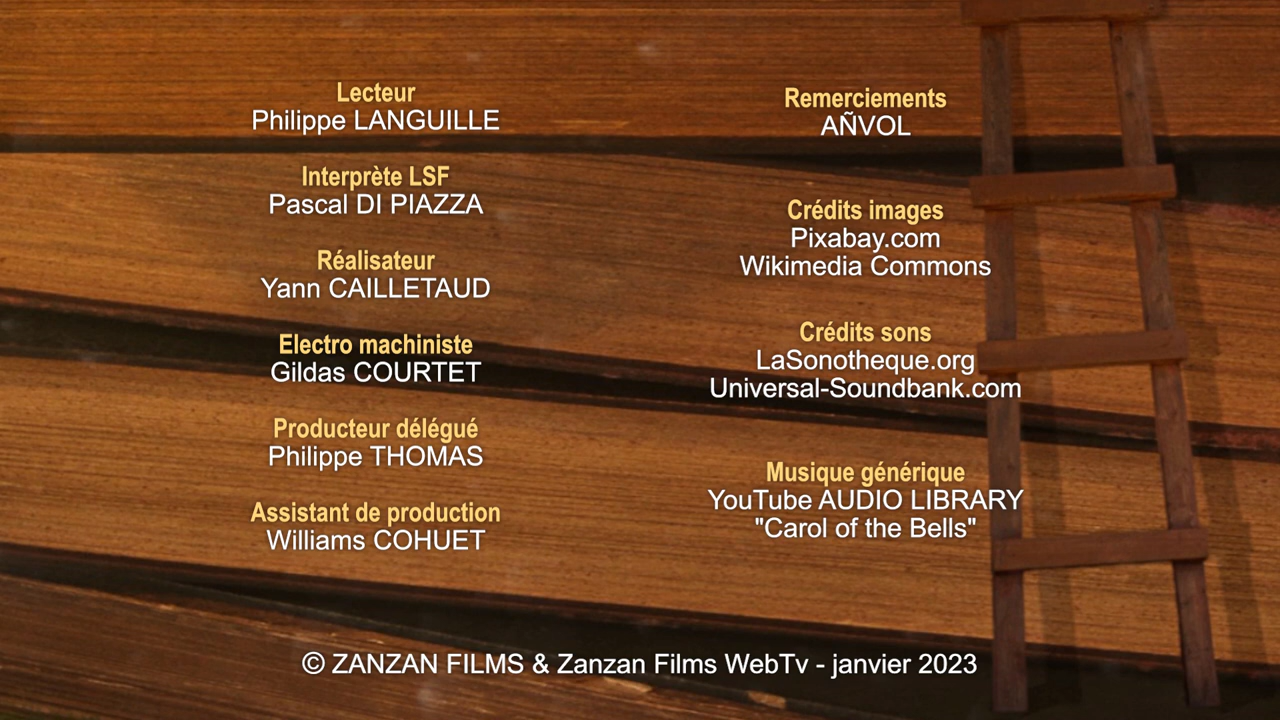 Lecteur
Philippe LANGUILLE
Interprète LSF
Pascal DI PIAZZA
Réalisateur
Yann CAILLETAUD
Electro machiniste
Gildas COURTET
Producteur délégué
Philippe THOMAS
Assistant de production
Williams COHUET
Remerciements
AÑVOL
Crédits images
Pixabay.com
Wikimedia Commons
Crédits sons
LaSonotheque.org
Universal-Soundbank.com
Musique générique
YouTube AUDIO LIBRARY
"Carol of the Bells"
© ZANZAN FILMS & Zanzan Films WebTv - janvier 2023